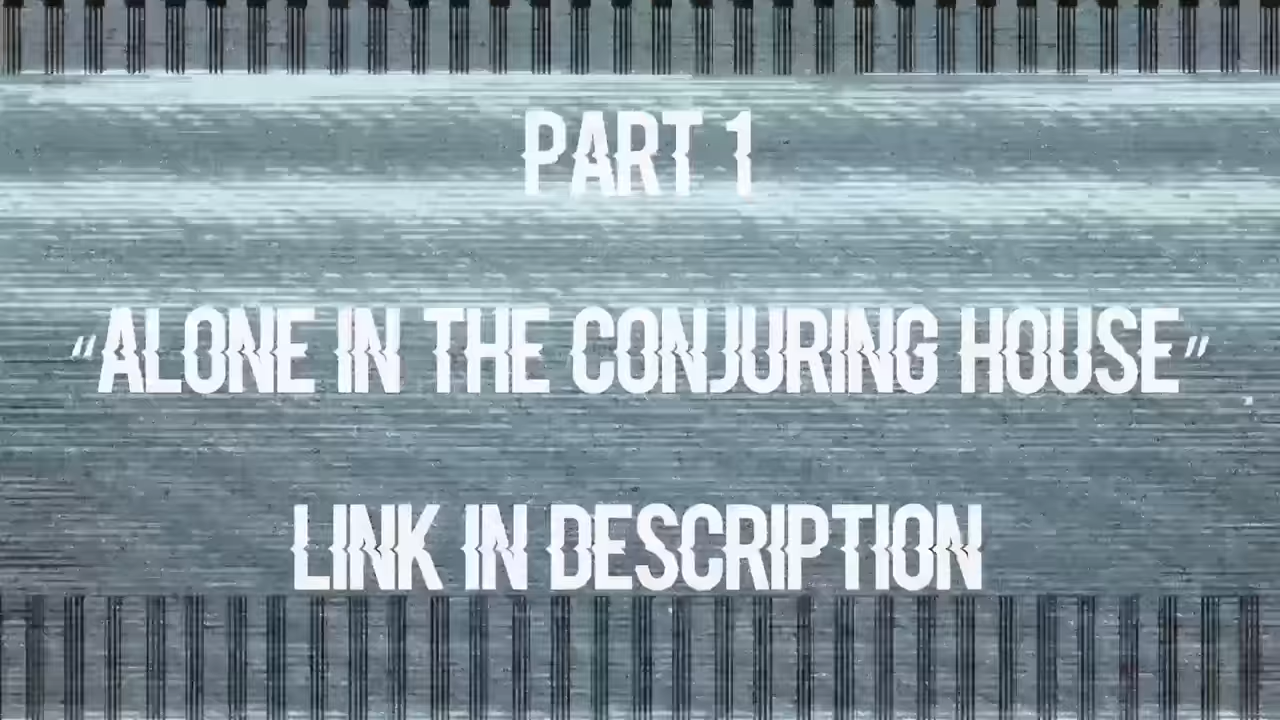 PART 1
"ALONE IN THE CONJURING HOUSE"
LINK IN DESCRIPTION